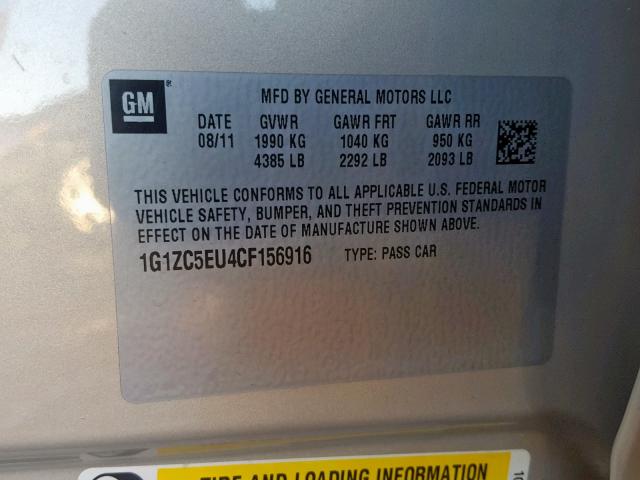 GM
MFD BY GENERAL MOTORS LLC
DATE GVWR GAWR FRT GAWR RR
08/11 1990 KG 1040 KG 950 KG
4385 LB 2292 LB 2093 LB
THIS VEHICLE CONFORMS TO ALL APPLICABLE U.S. FEDERAL MOTOR
VEHICLE SAFETY, BUMPER, AND THEFT PREVENTION STANDARDS IN
EFFECT ON THE DATE OF MANUFACTURE SHOWN ABOVE.
1G1ZC5EU4CF156916 TYPE: PASS CAR
TIRE AND LOADING INFORMATION